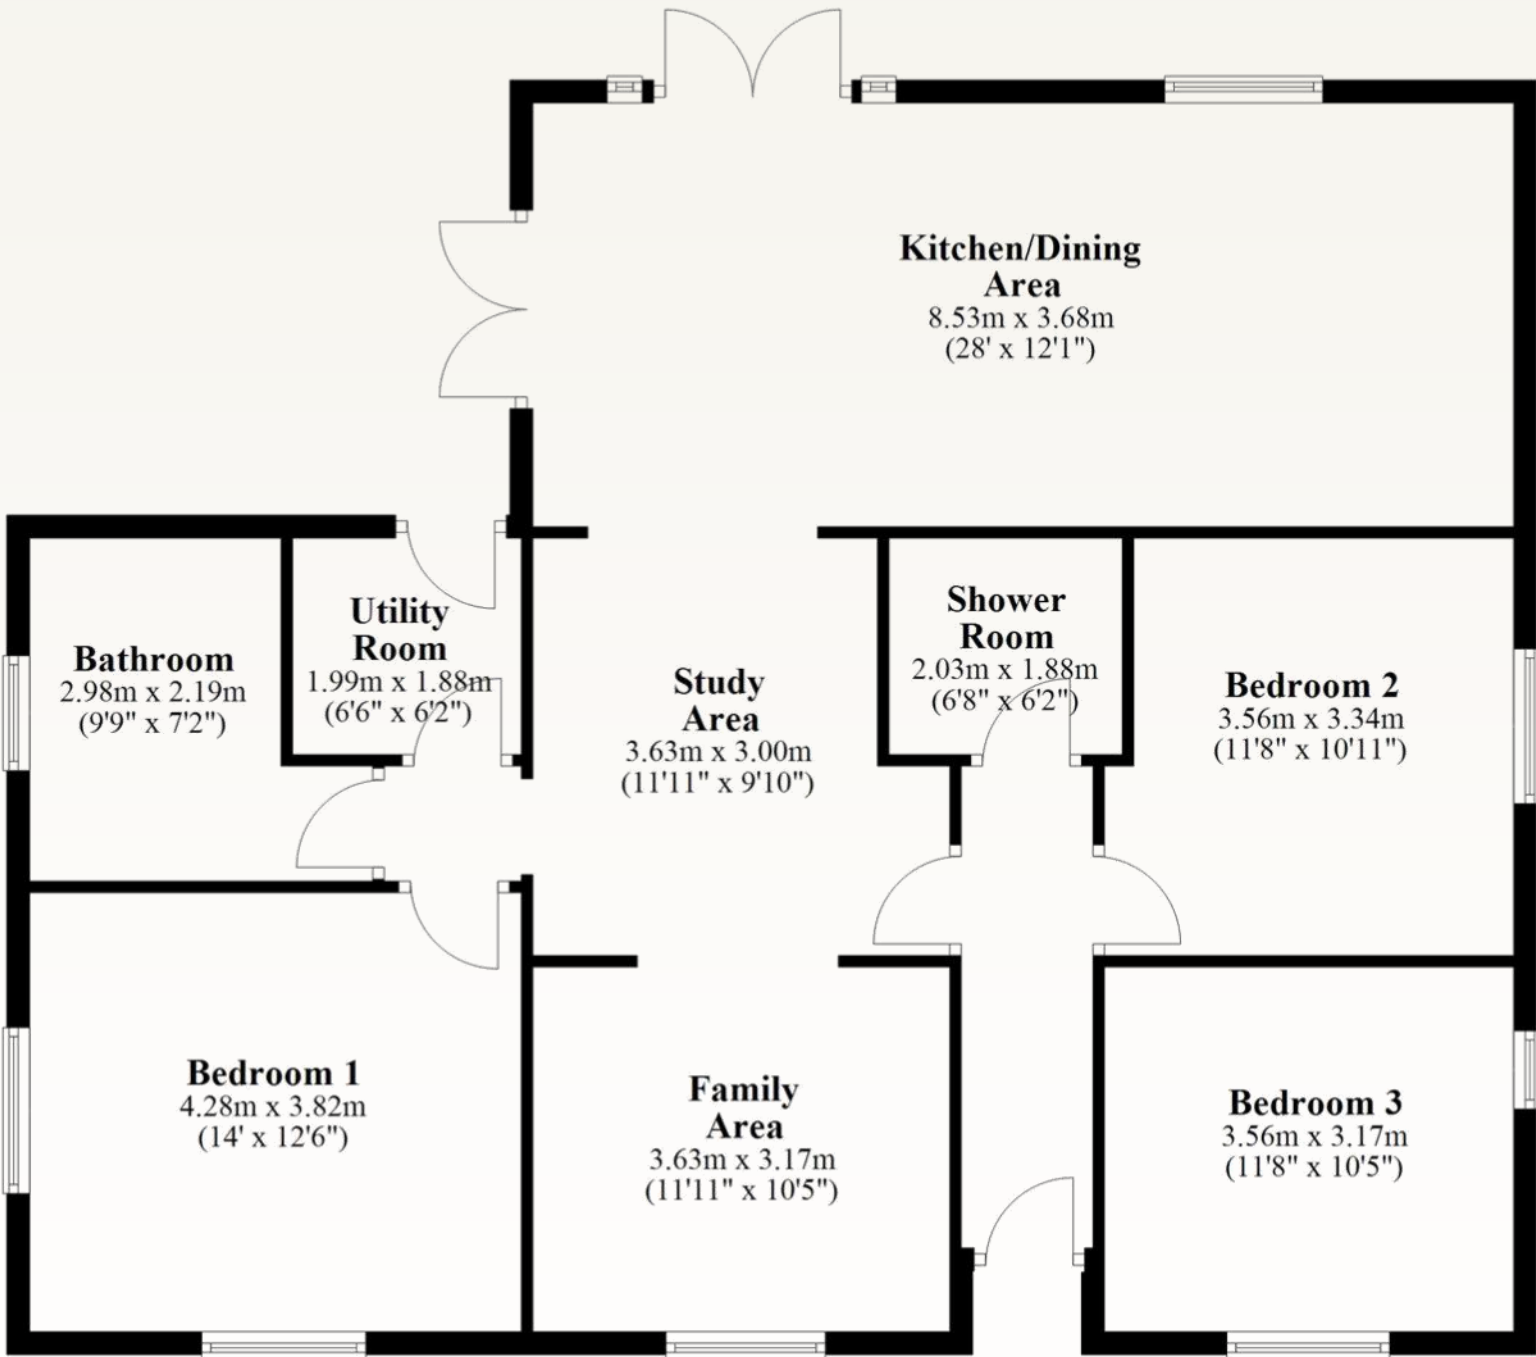 Kitchen/Dining
Area
8.53m x 3.68m
(28' x 12'1")
Utility
Room
1.99m x 1.88m
(6'6" x 6'2")
Shower
Room
2.03m x 1.88m
(6'8" x 6'2")
Bathroom
2.98m x 2.19m
(9'9" x 7'2")
Study
Area
3.63m x 3.00m
(11'11" x 9'10")
Bedroom 2
3.56m x 3.34m
(11'8" x 10'11")
Bedroom 1
4.28m x 3.82m
(14' x 12'6")
Family
Area
3.63m x 3.17m
(11'11" x 10'5")
Bedroom 3
3.56m x 3.17m
(11'8" x 10'5")